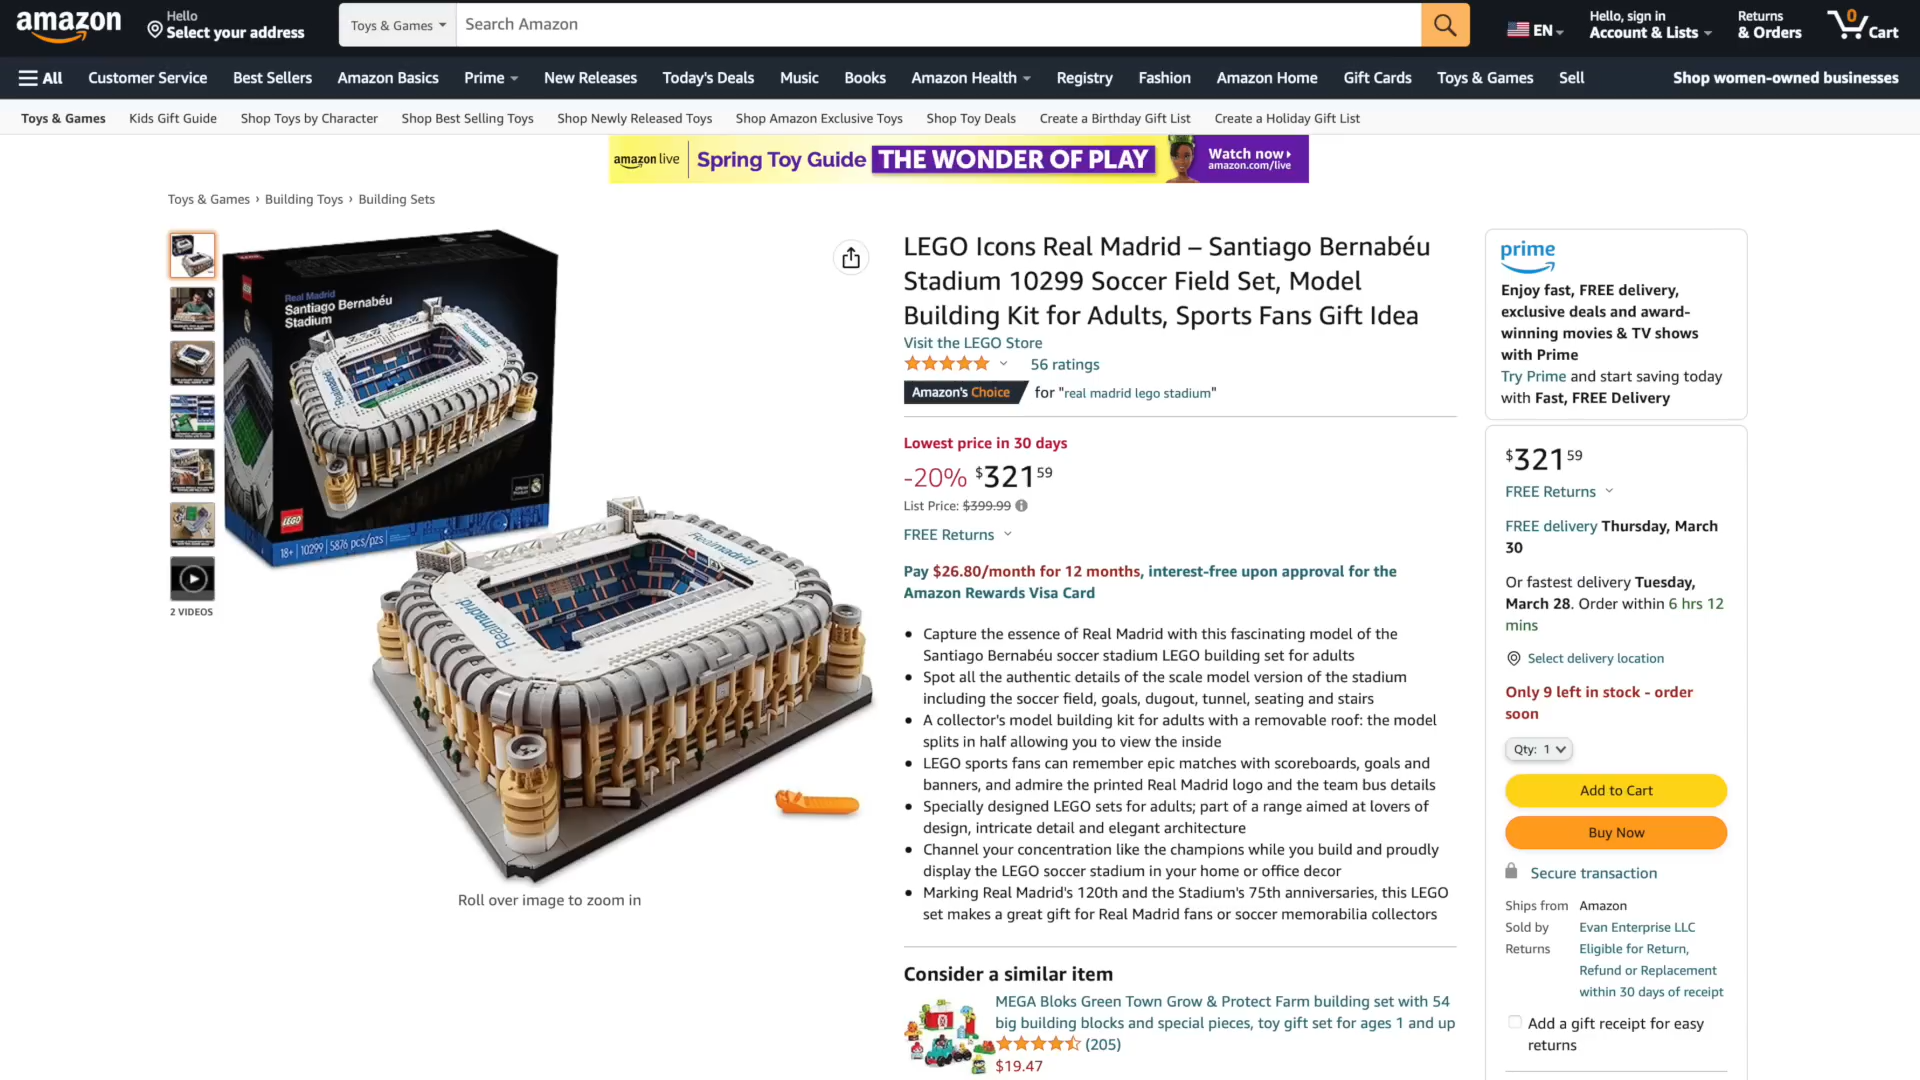 amazon
Hello
Select your address
Toys & Games
Search Amazon
EN
Hello, sign in
Account & Lists
Returns
& Orders
0
Cart
All
Customer Service
Best Sellers
Amazon Basics
Prime
New Releases
Today's Deals
Music
Books
Amazon Health
Registry
Fashion
Amazon Home
Gift Cards
Toys & Games
Sell
Shop women-owned businesses
Toys & Games
Kids Gift Guide
Shop Toys by Character
Shop Best Selling Toys
Shop Newly Released Toys
Shop Amazon Exclusive Toys
Shop Toy Deals
Create a Birthday Gift List
Create a Holiday Gift List
amazon live
Spring Toy Guide THE WONDER OF PLAY
Watch now
amazon.com/live
Toys & Games › Building Toys › Building Sets
Real Madrid
Santiago Bernabéu
Stadium
Realmadrid
LEGO
18+ 10299 5876 pcs/pzs
Realmadrid
Realmadrid
2 VIDEOS
Roll over image to zoom in
LEGO Icons Real Madrid – Santiago Bernabéu
Stadium 10299 Soccer Field Set, Model
Building Kit for Adults, Sports Fans Gift Idea
Visit the LEGO Store
56 ratings
Amazon's Choice for "real madrid lego stadium"
Lowest price in 30 days
-20% $321 59
List Price: $399.99
FREE Returns
Pay $26.80/month for 12 months, interest-free upon approval for the
Amazon Rewards Visa Card
• Capture the essence of Real Madrid with this fascinating model of the
Santiago Bernabéu soccer stadium LEGO building set for adults
• Spot all the authentic details of the scale model version of the stadium
including the soccer field, goals, dugout, tunnel, seating and stairs
• A collector's model building kit for adults with a removable roof: the model
splits in half allowing you to view the inside
• LEGO sports fans can remember epic matches with scoreboards, goals and
banners, and admire the printed Real Madrid logo and the team bus details
• Specially designed LEGO sets for adults; part of a range aimed at lovers of
design, intricate detail and elegant architecture
• Channel your concentration like the champions while you build and proudly
display the LEGO soccer stadium in your home or office decor
• Marking Real Madrid's 120th and the Stadium's 75th anniversaries, this LEGO
set makes a great gift for Real Madrid fans or soccer memorabilia collectors
Consider a similar item
MEGA Bloks Green Town Grow & Protect Farm building set with 54
big building blocks and special pieces, toy gift set for ages 1 and up
(205)
$19.47
prime
Enjoy fast, FREE delivery,
exclusive deals and award-
winning movies & TV shows
with Prime
Try Prime and start saving today
with Fast, FREE Delivery
$321 59
FREE Returns
FREE delivery Thursday, March
30
Or fastest delivery Tuesday,
March 28. Order within 6 hrs 12
mins
Select delivery location
Only 9 left in stock - order
soon
Qty: 1
Add to Cart
Buy Now
Secure transaction
Ships from Amazon
Sold by Evan Enterprise LLC
Returns Eligible for Return,
Refund or Replacement
within 30 days of receipt
Add a gift receipt for easy
returns